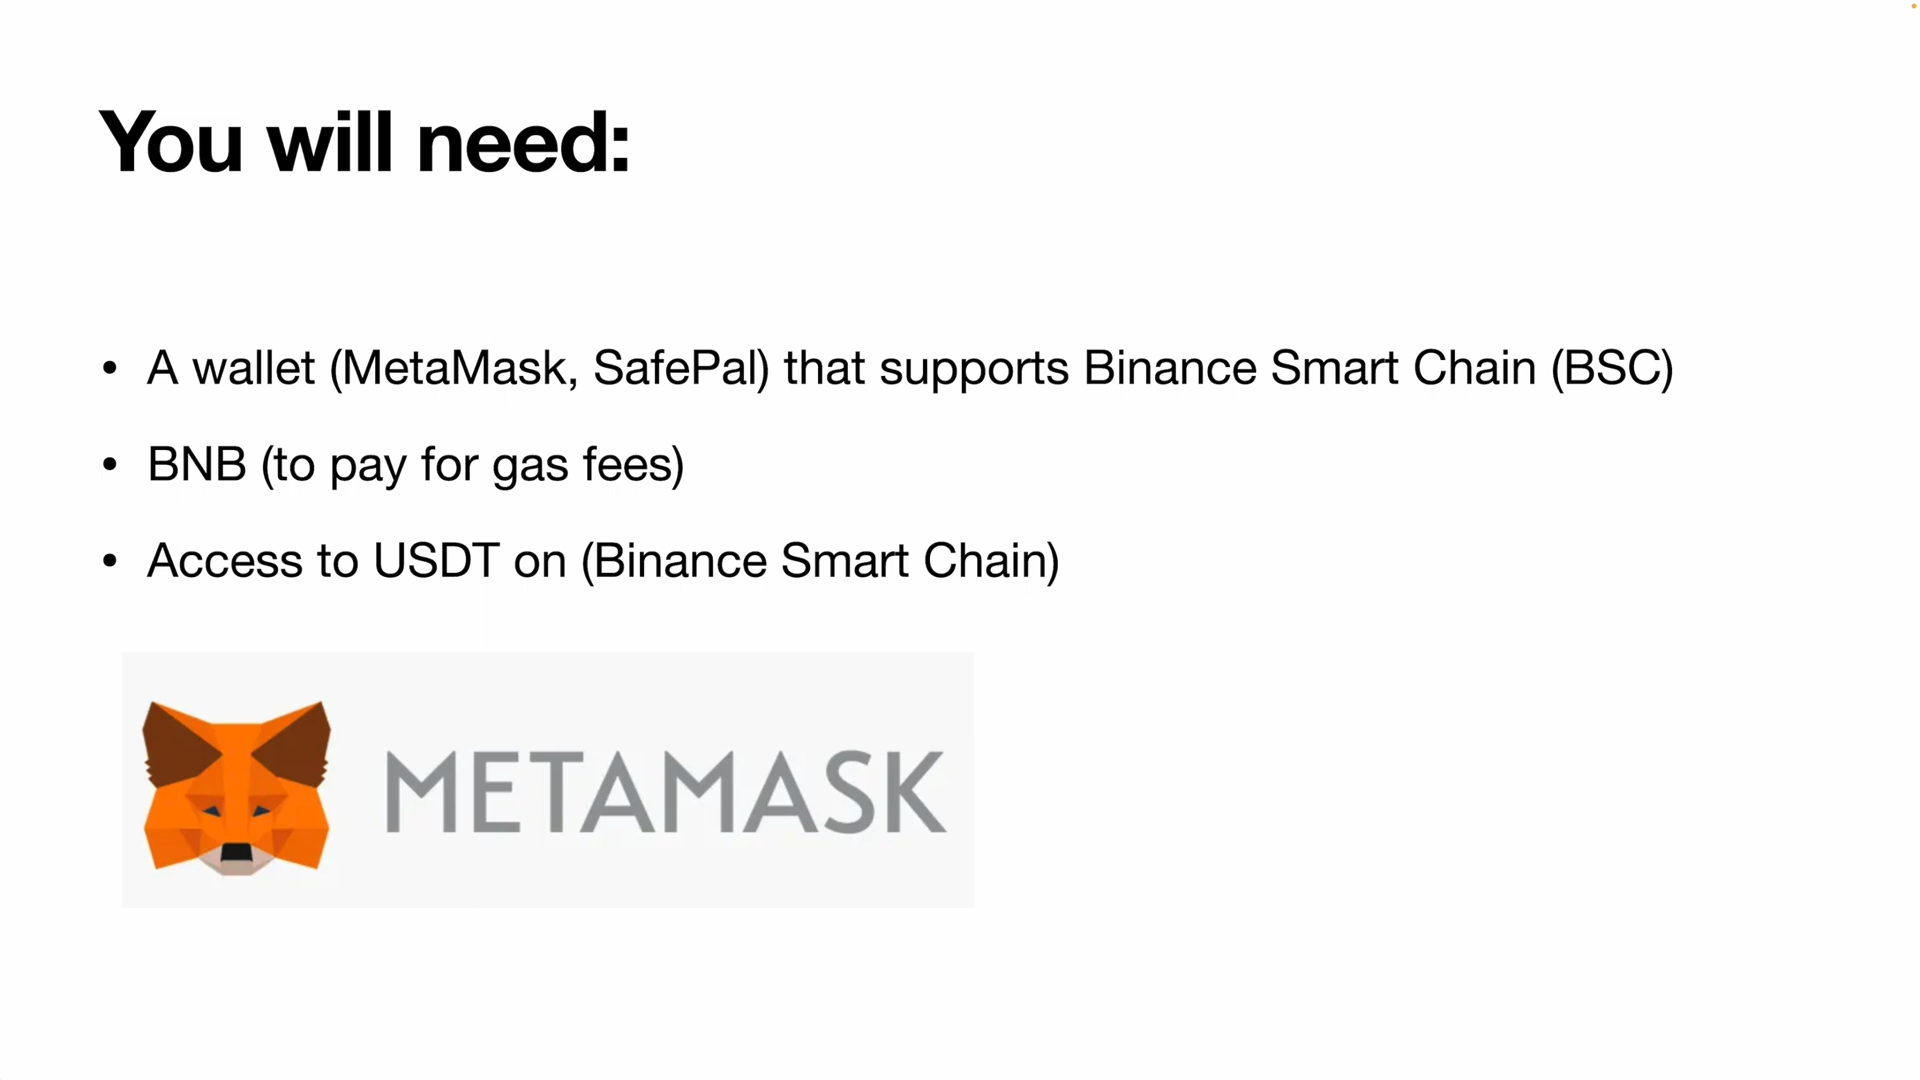 You will need:
• A wallet (MetaMask, SafePal) that supports Binance Smart Chain (BSC)
• BNB (to pay for gas fees)
• Access to USDT on (Binance Smart Chain)
METAMASK